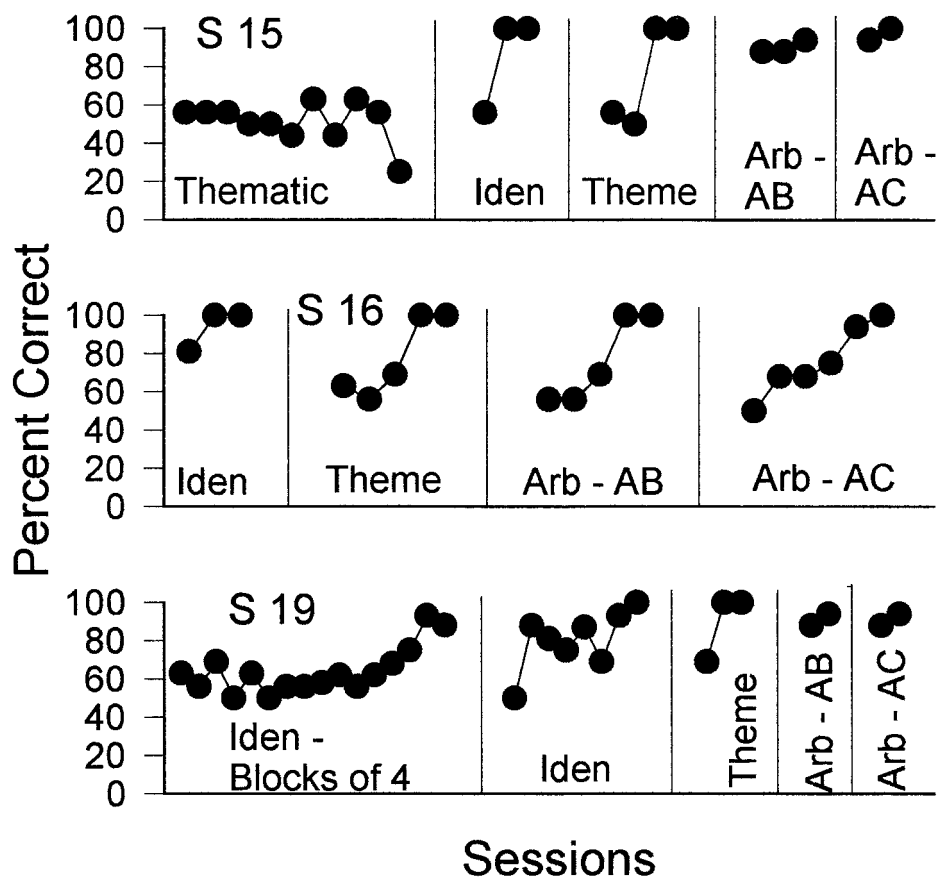 Percent Correct
S 15
100
80
60
40
20
0
Thematic
Iden
Theme
Arb -
AB
Arb -
AC
S 16
100
80
60
40
20
0
Iden
Theme
Arb - AB
Arb - AC
S 19
100
80
60
40
20
0
Iden -
Blocks of 4
Iden
Theme
Arb - AB
Arb - AC
Sessions